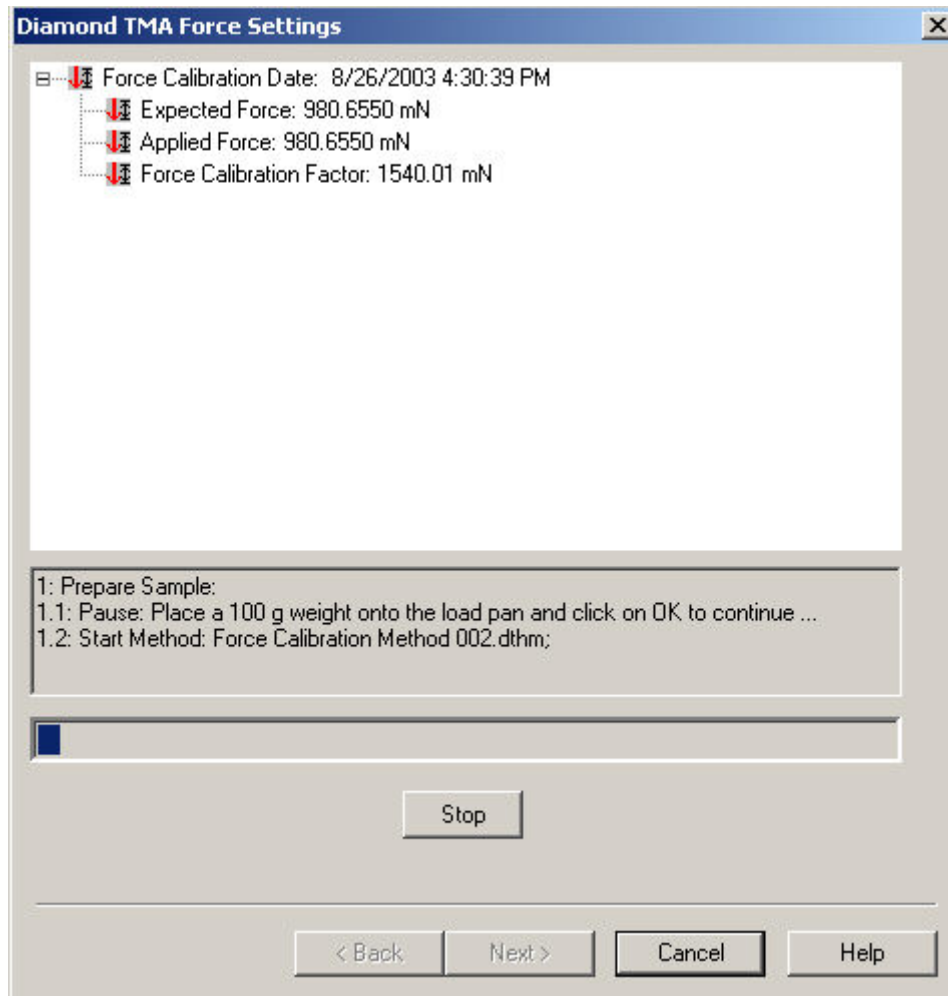 Diamond TMA Force Settings
Force Calibration Date: 8/26/2003 4:30:39 PM
Expected Force: 980.6550 mN
Applied Force: 980.6550 mN
Force Calibration Factor: 1540.01 mN
1: Prepare Sample:
1.1: Pause: Place a 100 g weight onto the load pan and click on OK to continue ...
1.2: Start Method: Force Calibration Method 002.dthm;
Stop
< Back
Next >
Cancel
Help